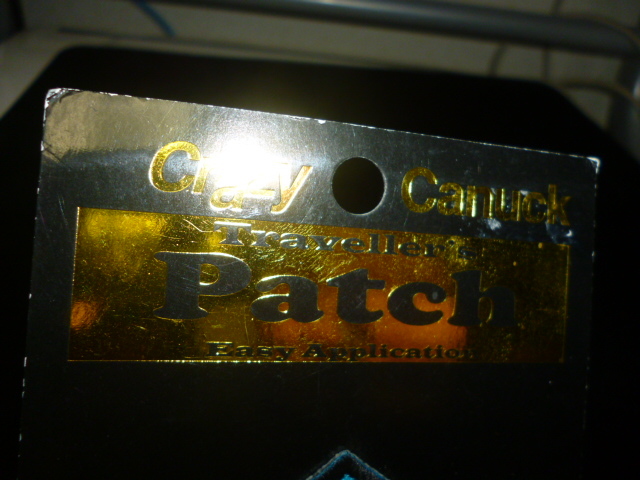 Crazy Canuck
Traveller's
Patch
Easy Application